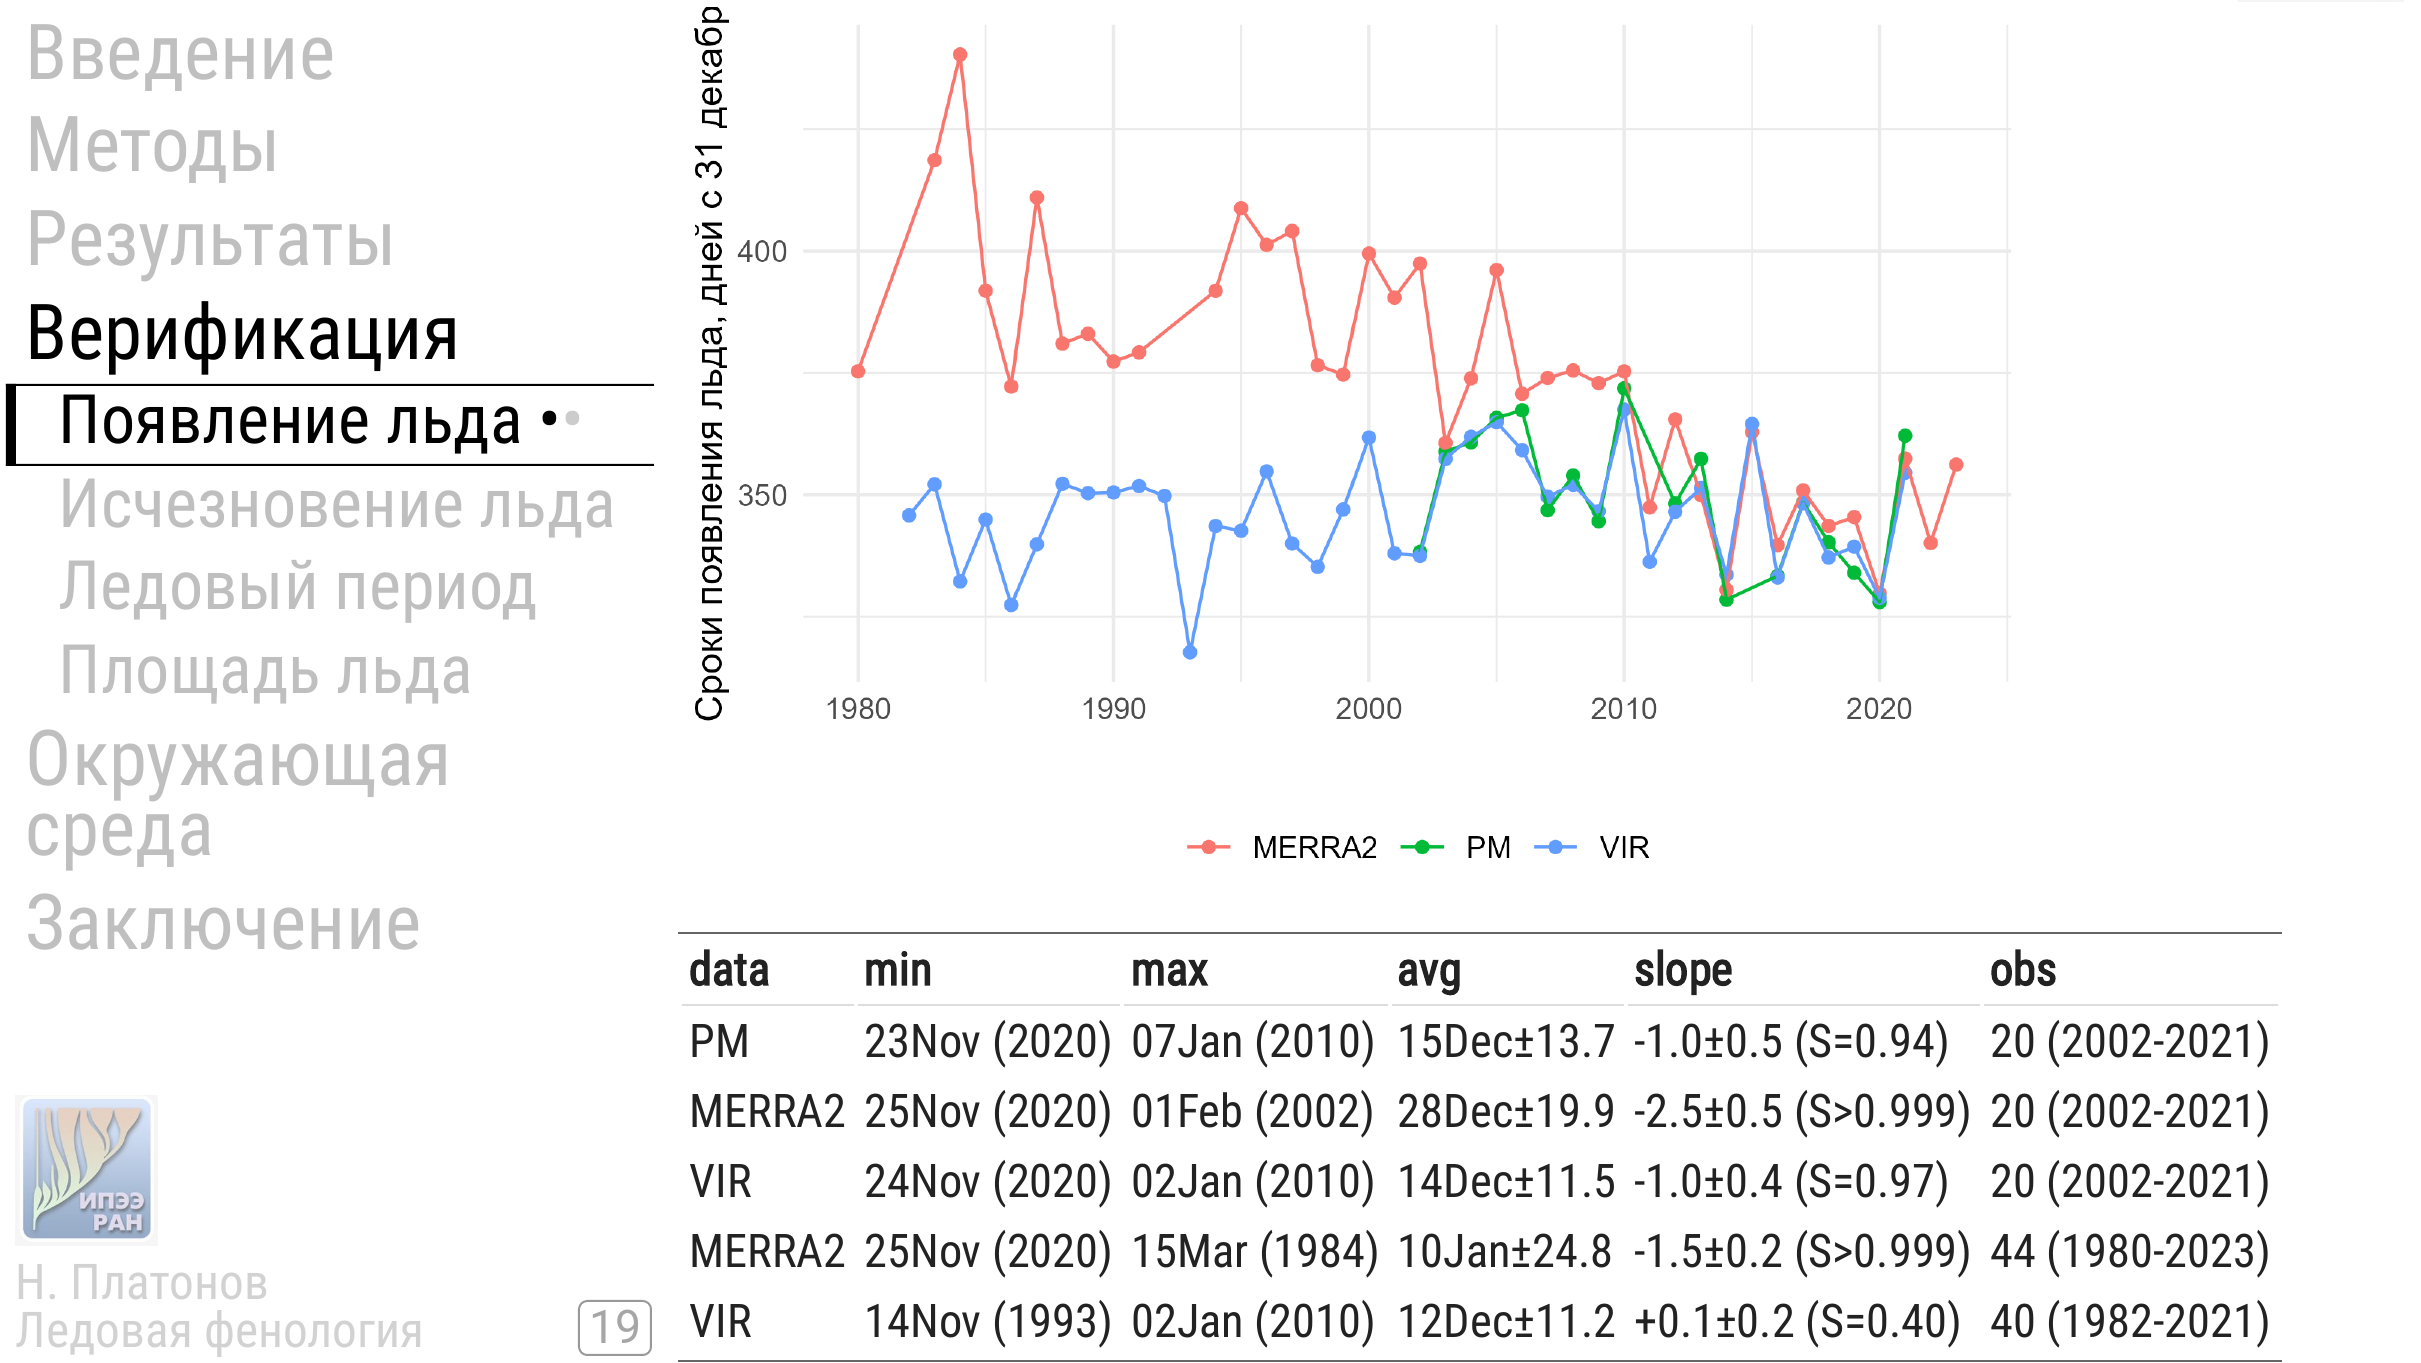 Введение
Методы
Результаты
Верификация
Появление льда
Исчезновение льда
Ледовый период
Площадь льда
Окружающая
среда
Заключение
ИПЭЭ
РАН
Н. Платонов
Ледовая фенология
19
Сроки появления льда, дней с 31 декабр
400
350
1980 1990 2000 2010 2020
MERRA2 PM VIR
data min max avg slope obs
PM 23Nov (2020) 07Jan (2010) 15Dec±13.7 -1.0±0.5 (S=0.94) 20 (2002-2021)
MERRA2 25Nov (2020) 01Feb (2002) 28Dec±19.9 -2.5±0.5 (S>0.999) 20 (2002-2021)
VIR 24Nov (2020) 02Jan (2010) 14Dec±11.5 -1.0±0.4 (S=0.97) 20 (2002-2021)
MERRA2 25Nov (2020) 15Mar (1984) 10Jan±24.8 -1.5±0.2 (S>0.999) 44 (1980-2023)
VIR 14Nov (1993) 02Jan (2010) 12Dec±11.2 +0.1±0.2 (S=0.40) 40 (1982-2021)